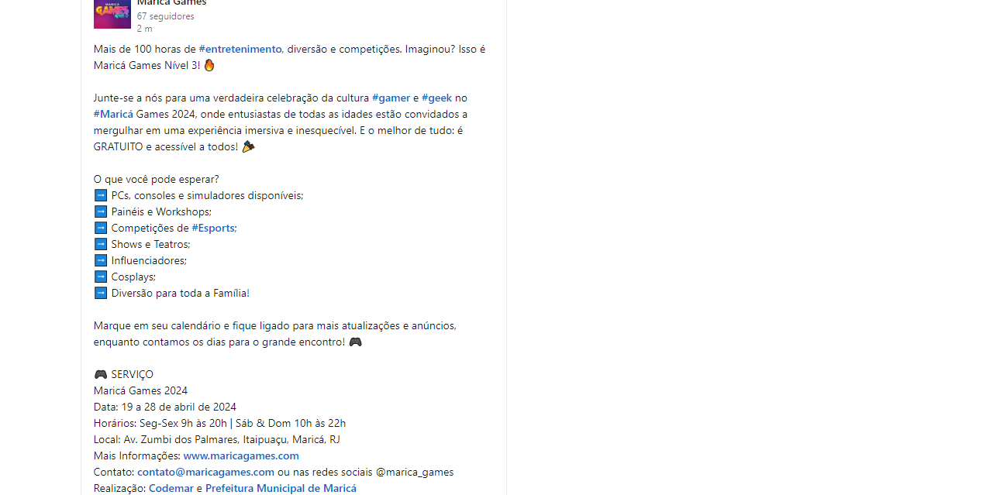 Maricá Games
MARICÁ
GAMES
67 seguidores
2 m
Mais de 100 horas de #entretenimento, diversão e competições. Imaginou? Isso é
Maricá Games Nível 3! 🔥
Junte-se a nós para uma verdadeira celebração da cultura #gamer e #geek no
#Maricá Games 2024, onde entusiastas de todas as idades estão convidados a
mergulhar em uma experiência imersiva e inesquecível. E o melhor de tudo: é
GRATUITO e acessível a todos! 🎉
O que você pode esperar?
➡️ PCs, consoles e simuladores disponíveis;
➡️ Painéis e Workshops;
➡️ Competições de #Esports;
➡️ Shows e Teatros;
➡️ Influenciadores;
➡️ Cosplays;
➡️ Diversão para toda a Família!
Marque em seu calendário e fique ligado para mais atualizações e anúncios,
enquanto contamos os dias para o grande encontro! 🎮
🎮 SERVIÇO
Maricá Games 2024
Data: 19 a 28 de abril de 2024
Horários: Seg-Sex 9h às 20h | Sáb & Dom 10h às 22h
Local: Av. Zumbi dos Palmares, Itaipuaçu, Maricá, RJ
Mais Informações: www.maricagames.com
Contato: contato@maricagames.com ou nas redes sociais @marica_games
Realização: Codemar e Prefeitura Municipal de Maricá